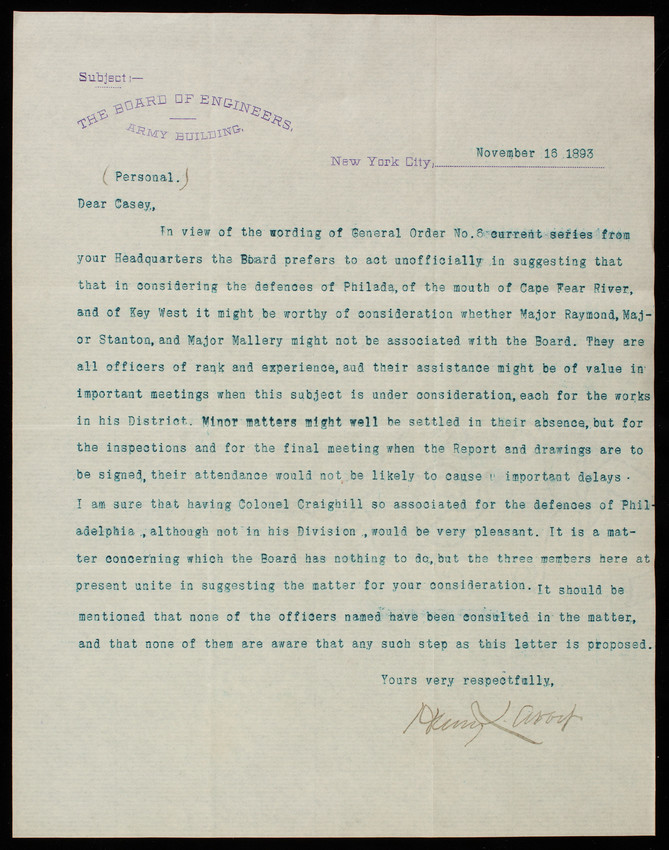 Subject:—
THE BOARD OF ENGINEERS,
ARMY BUILDING.
New York City, November 16 1893
( Personal. )
Dear Casey,,
In view of the wording of General Order No.6 current series from
your Headquarters the Board prefers to act unofficially in suggesting that
that in considering the defences of Philada, of the mouth of Cape Fear River,
and of Key West it might be worthy of consideration whether Major Raymond, Maj-
or Stanton, and Major Mallery might not be associated with the Board. They are
all officers of rank and experience, aud their assistance might be of value in
important meetings when this subject is under consideration, each for the works
in his District. Minor matters might well be settled in their absence, but for
the inspections and for the final meeting when the Report and drawings are to
be signed, their attendance would not be likely to cause important delays .
I am sure that having Colonel Craighill so associated for the defences of Phil-
adelphia , although not in his Division , would be very pleasant. It is a mat-
ter concerning which the Board has nothing to do, but the three members here at
present unite in suggesting the matter for your consideration. It should be
mentioned that none of the officers named have been consulted in the matter,
and that none of them are aware that any such step as this letter is proposed.
Yours very respectfully,
Henry L. Abbot